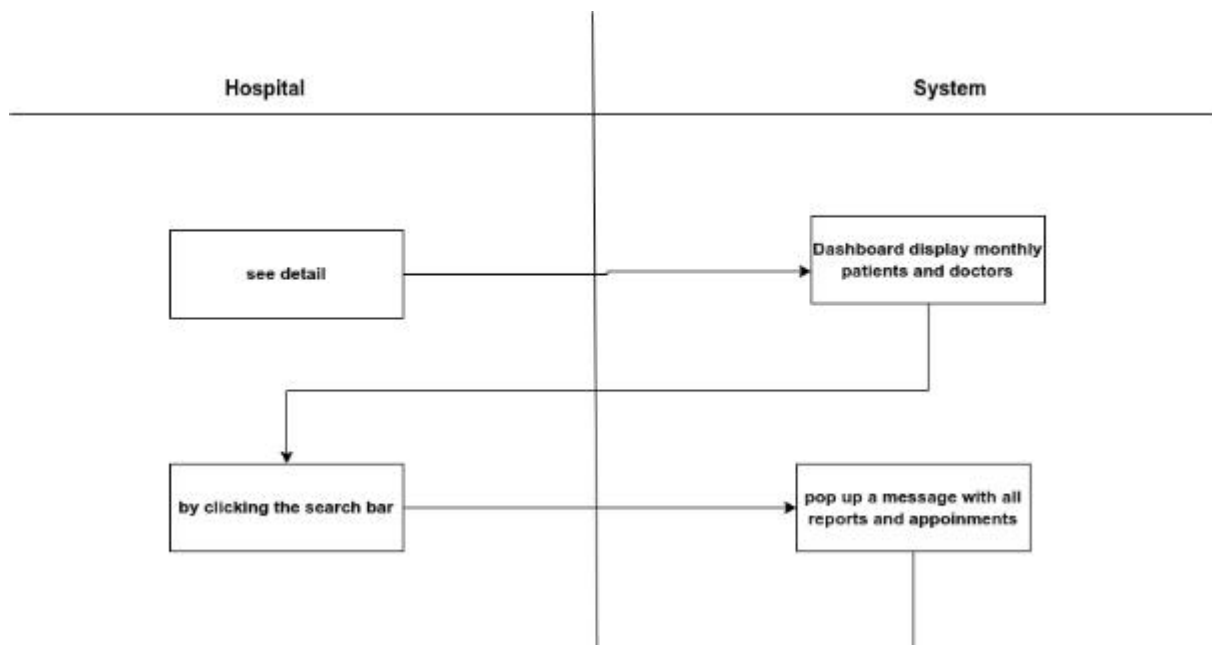 Hospital
System
see detail
Dashboard display monthly
patients and doctors
by clicking the search bar
pop up a message with all
reports and appoinments